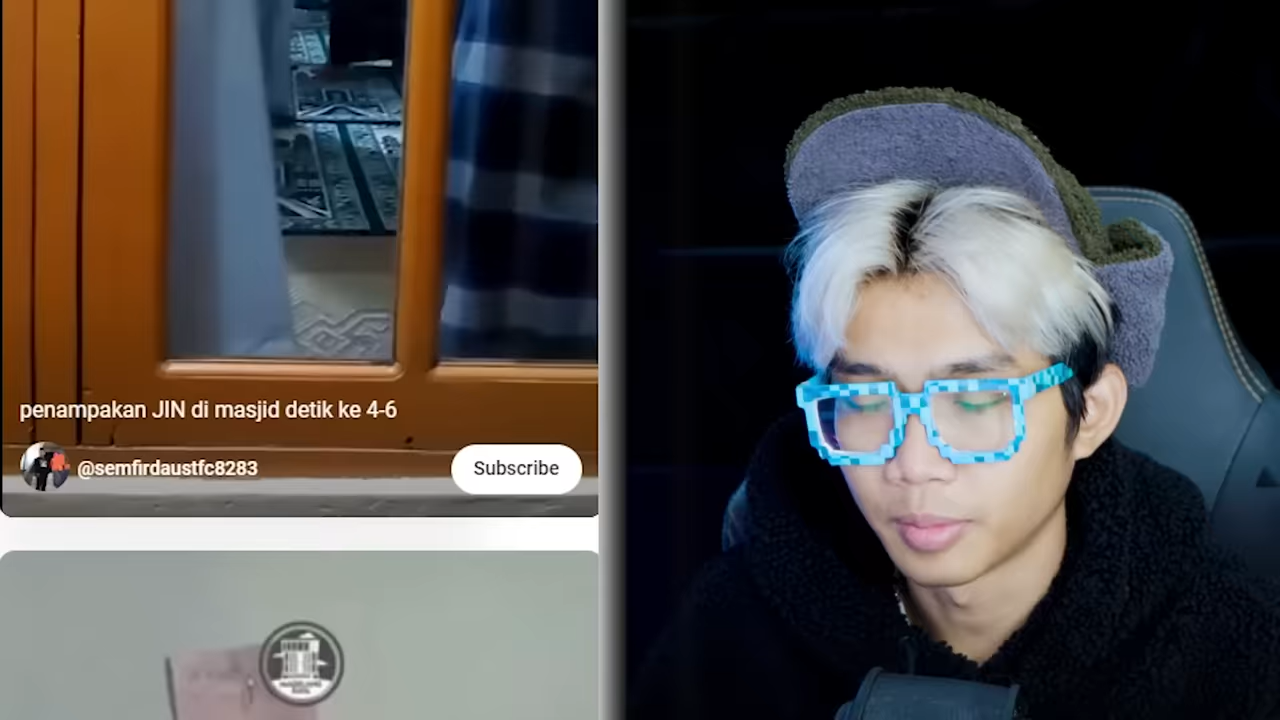 penampakan JIN di masjid detik ke 4-6
@semfirdaustfc8283
Subscribe